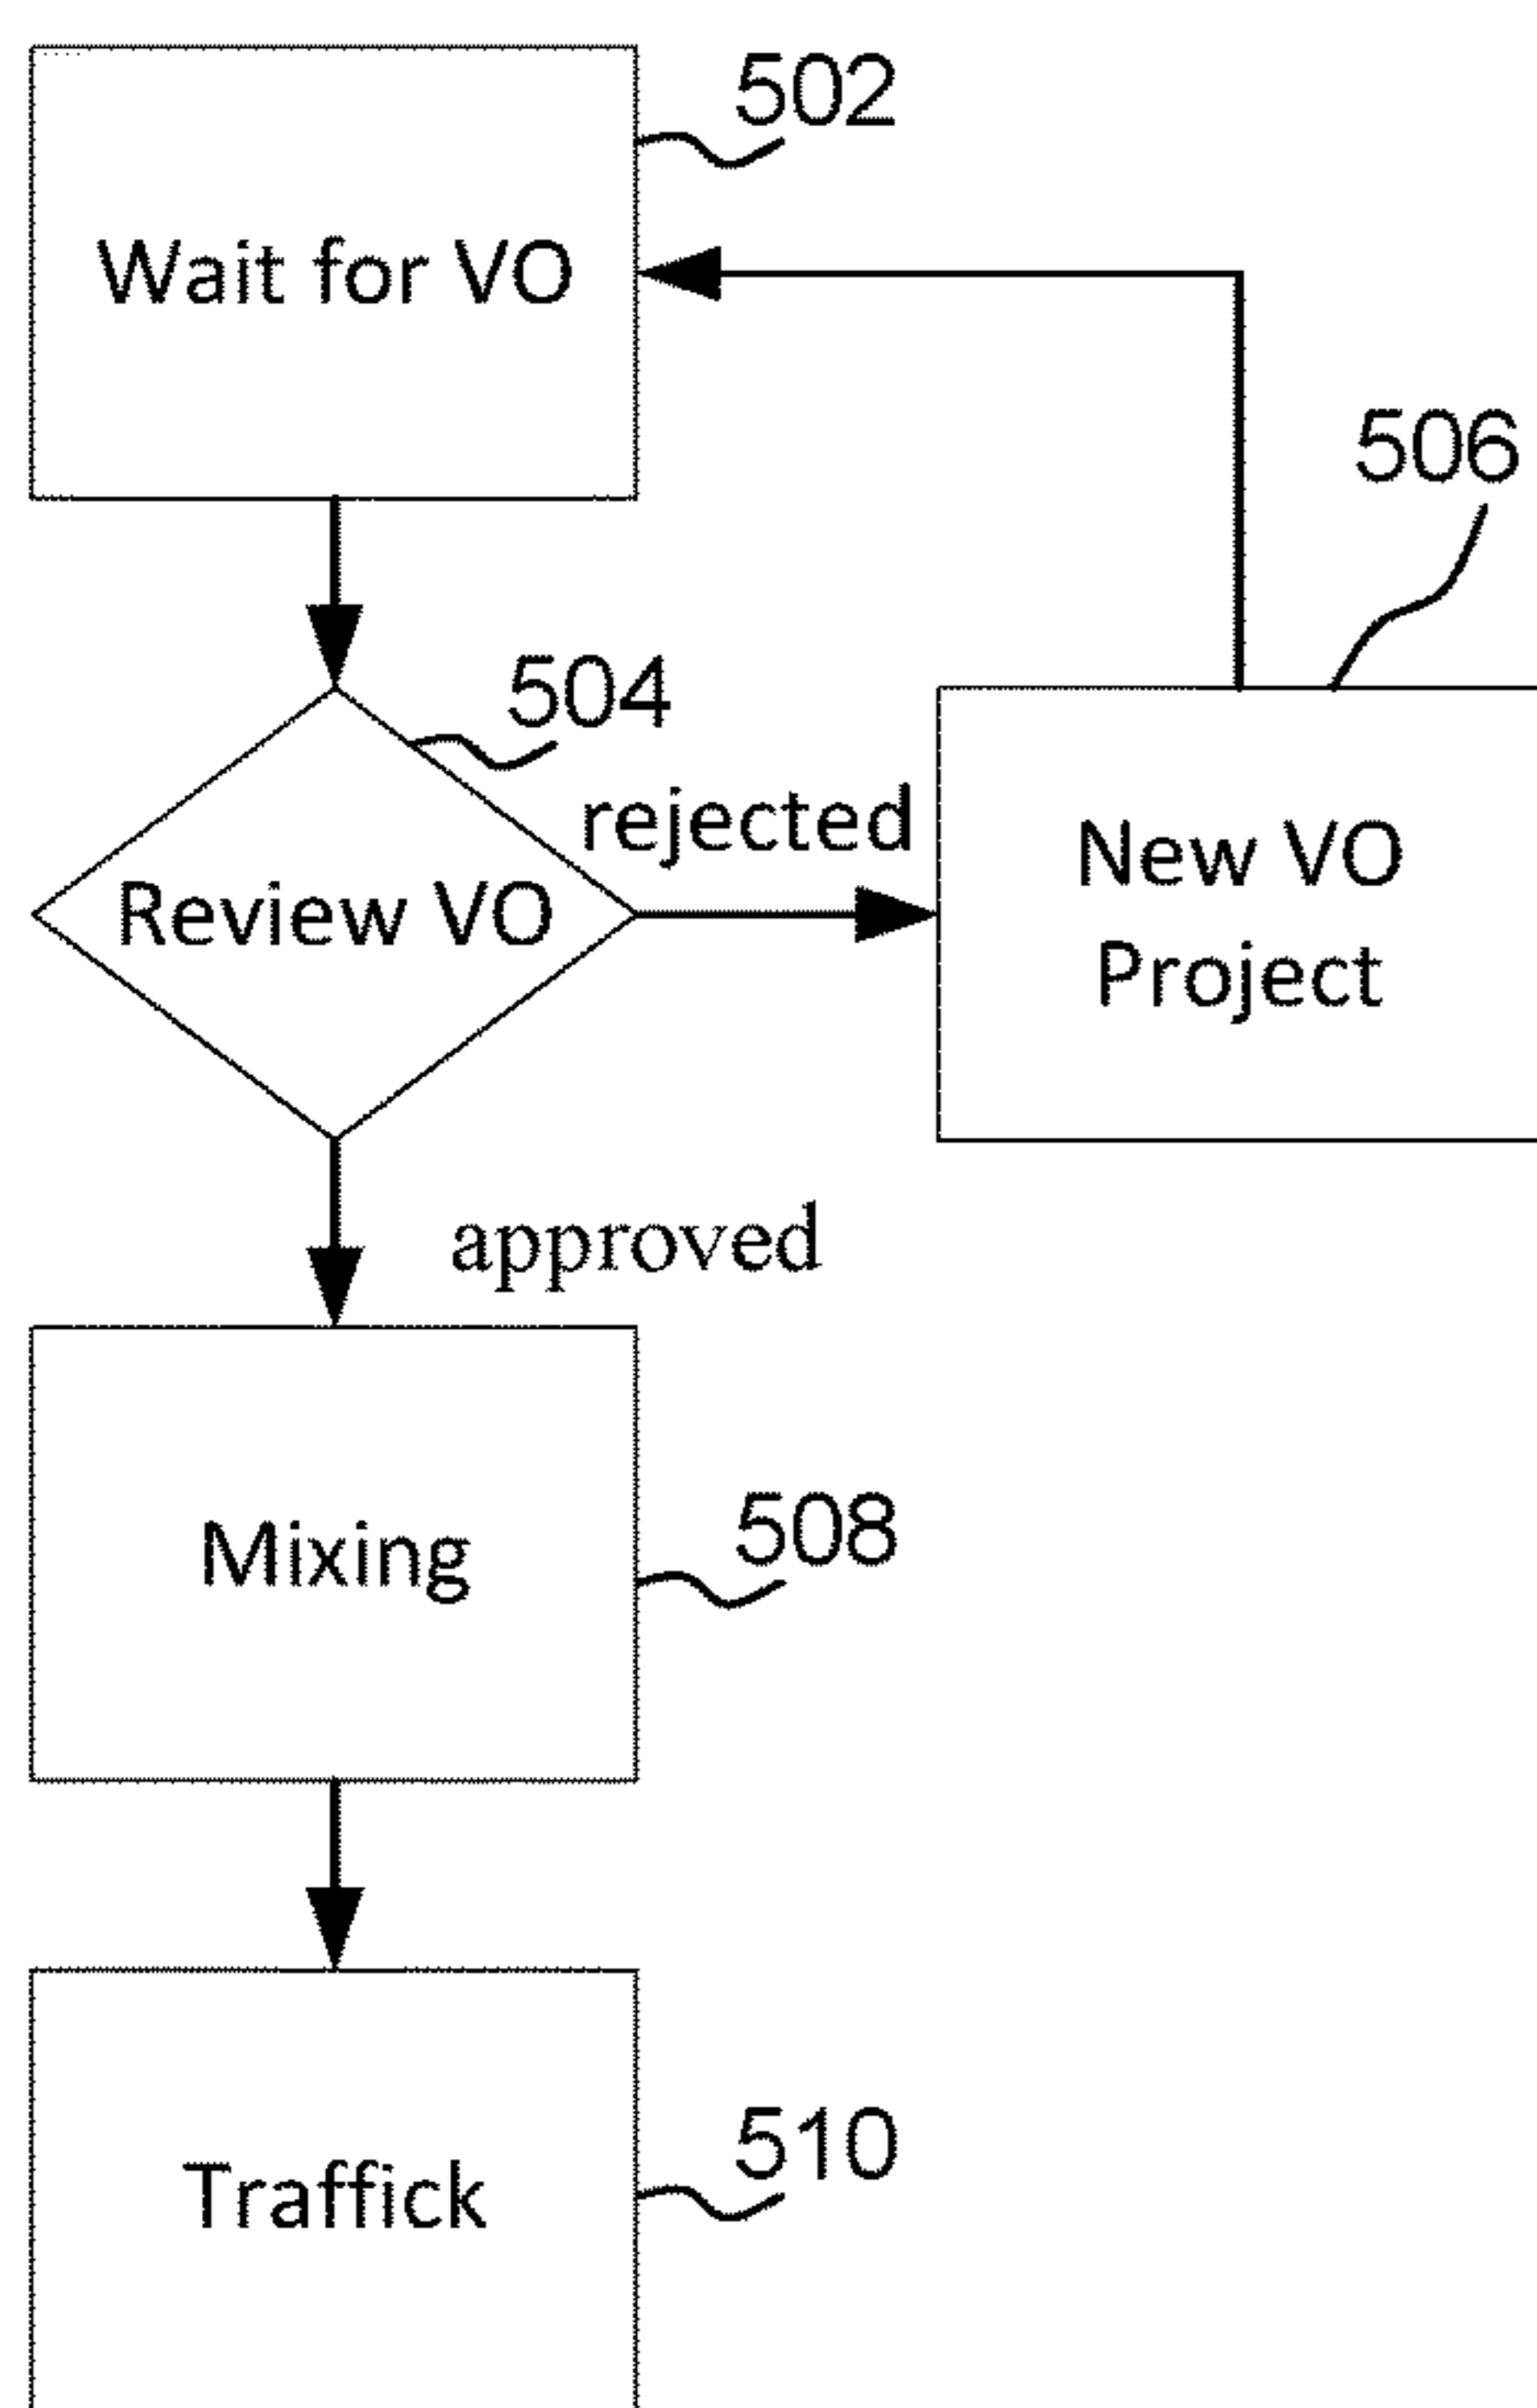 502
Wait for VO
506
504
rejected
New VO
Project
Review VO
approved
508
Mixing
510
Traffick